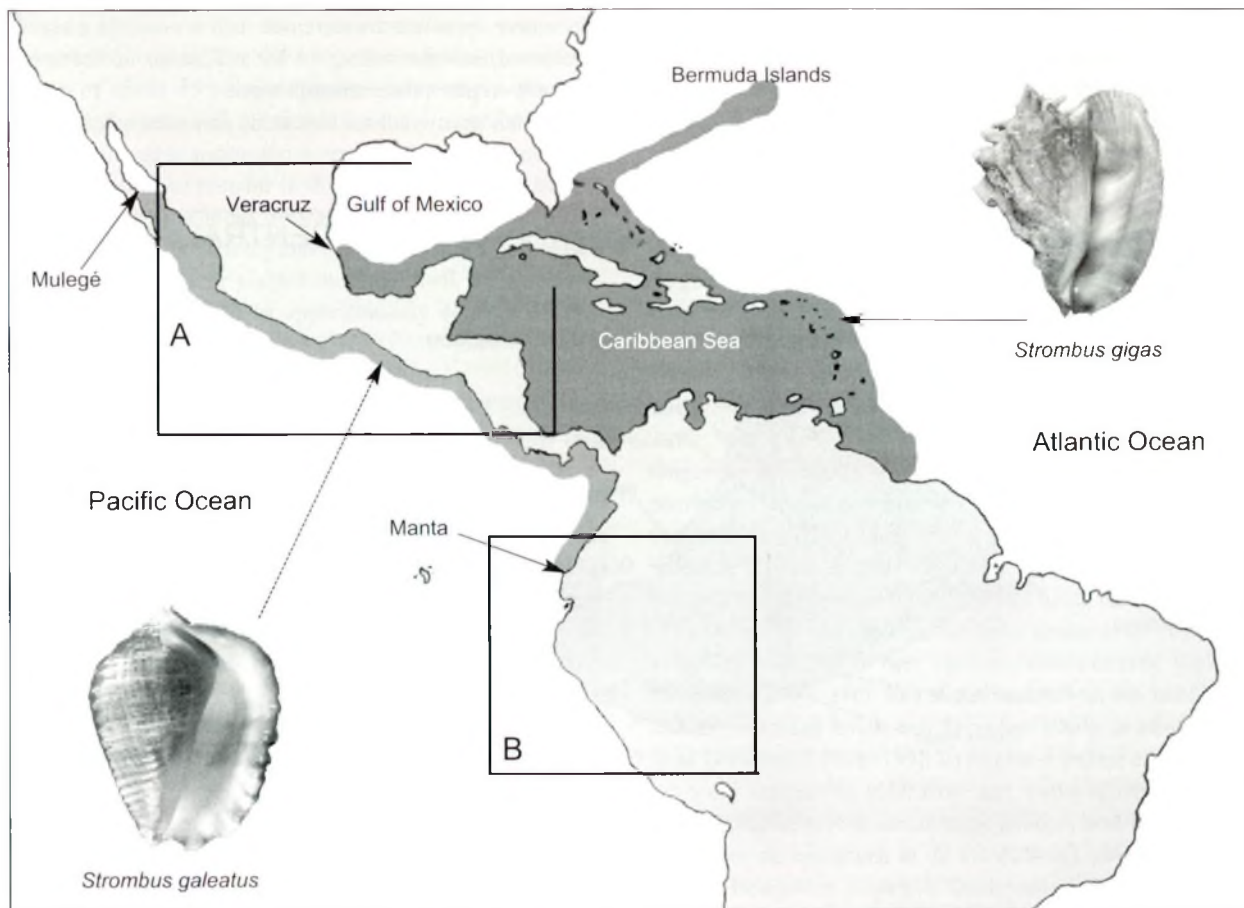 Bermuda Islands
Veracruz
Gulf of Mexico
Mulegé
A
Caribbean Sea
Strombus gigas
Atlantic Ocean
Pacific Ocean
Manta
B
Strombus galeatus